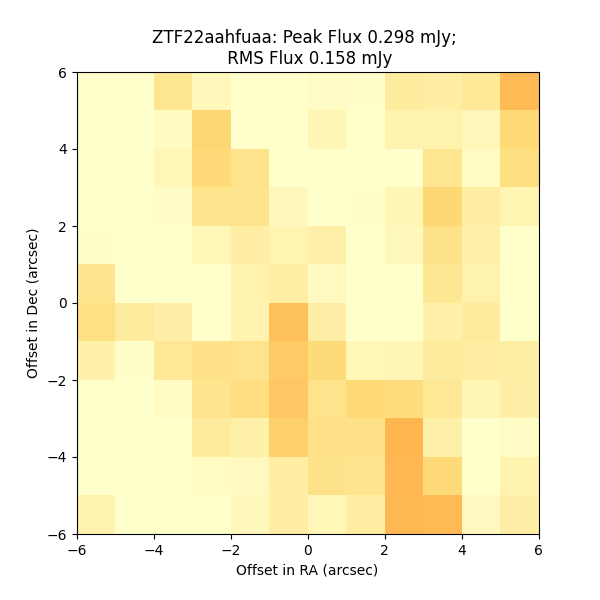 ZTF22aahfuaa: Peak Flux 0.298 mJy;
RMS Flux 0.158 mJy
6
4
2
0
−2
−4
−6
Offset in Dec (arcsec)
−6 −4 −2 0 2 4 6
Offset in RA (arcsec)